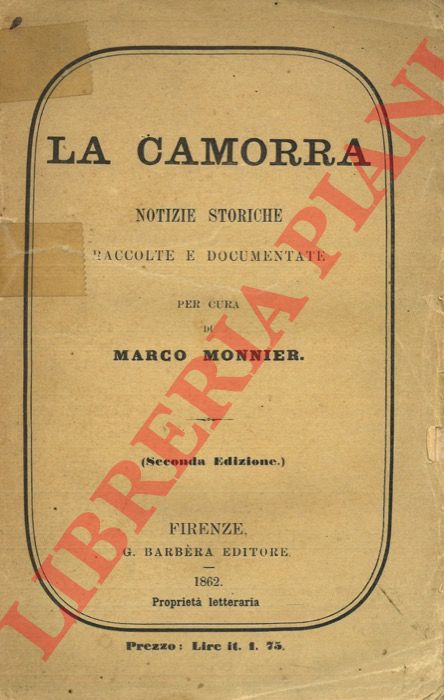 LA CAMORRA
NOTIZIE STORICHE
RACCOLTE E DOCUMENTATE
PER CURA
DI
MARCO MONNIER.
(Seconda Edizione.)
FIRENZE,
G. BARBÈRA EDITORE.
1862.
Proprietà letteraria
Prezzo: Lire it. 1. 75.
LIBRERIA PIANI